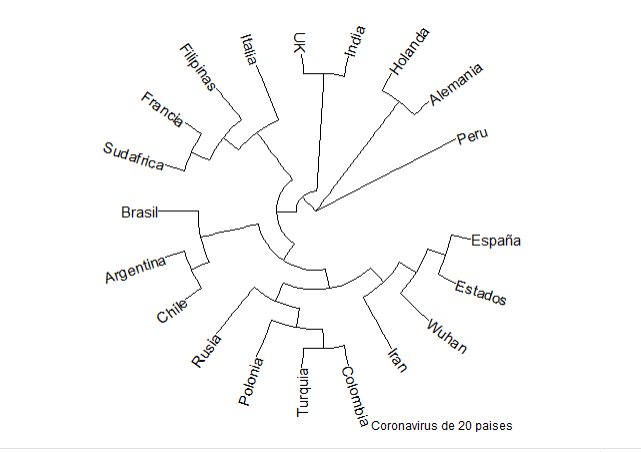 UK
India
Holanda
Alemania
Peru
España
Estados
Wuhan
Iran
Colombia
Turquia
Polonia
Rusia
Chile
Argentina
Brasil
Sudafrica
Francia
Filipinas
Italia
Coronavirus de 20 paises